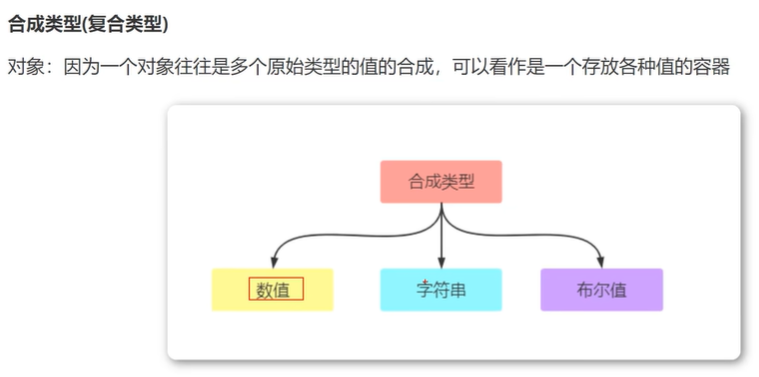 合成类型(复合类型)
对象：因为一个对象往往是多个原始类型的值的合成，可以看作是一个存放各种值的容器
合成类型
数值
字符串
布尔值